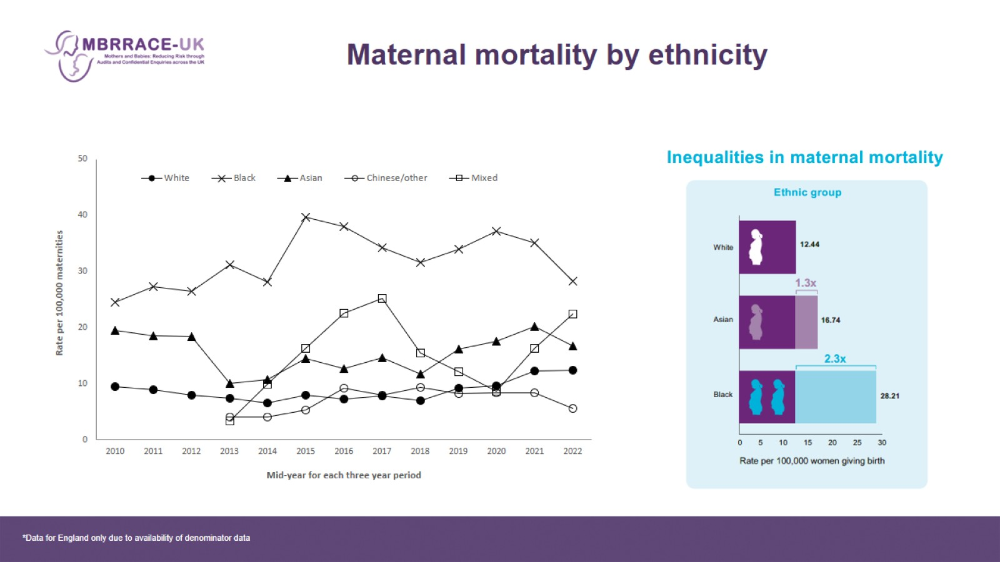 MBRRACE-UK
Mothers and Babies: Reducing Risk through
Audits and Confidential Enquiries across the UK
Maternal mortality by ethnicity
50
40
30
20
10
0
Rate per 100,000 maternities
White
Black
Asian
Chinese/other
Mixed
2010 2011 2012 2013 2014 2015 2016 2017 2018 2019 2020 2021 2022
Mid-year for each three year period
Inequalities in maternal mortality
Ethnic group
White
12.44
1.3x
Asian
16.74
2.3x
Black
28.21
0 5 10 15 20 25 30
Rate per 100,000 women giving birth
*Data for England only due to availability of denominator data